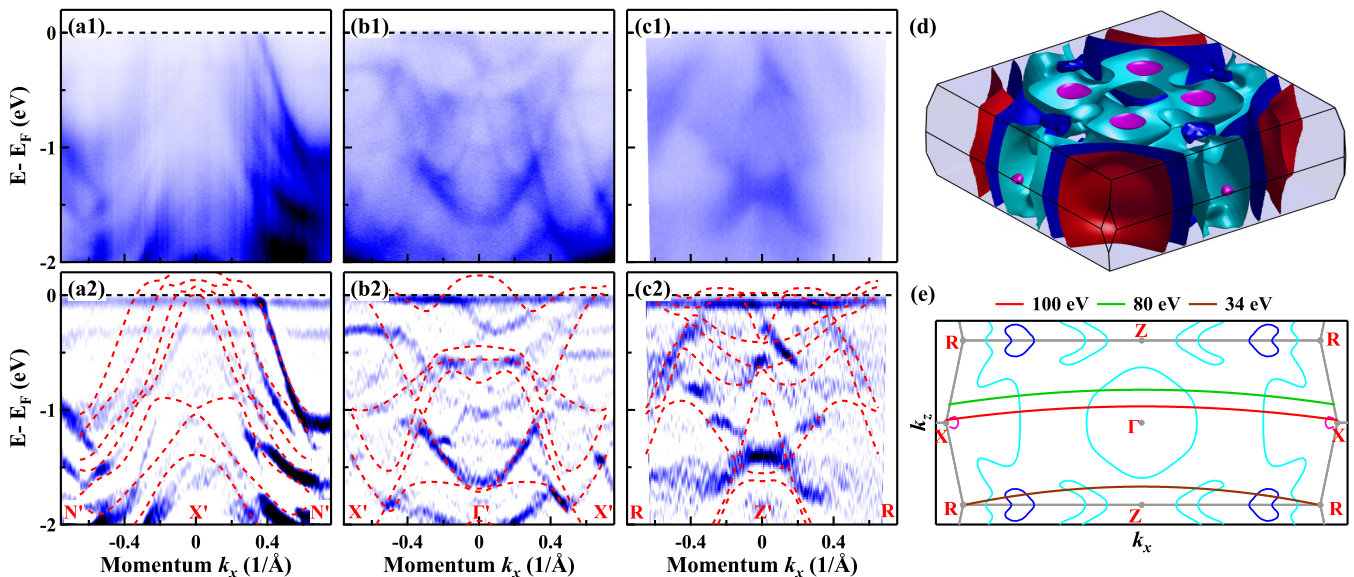 (a1)
(b1)
(c1)
(d)
0
-1
-2
E- E_F (eV)
(a2)
(b2)
(c2)
(e)
0
-1
-2
E- E_F (eV)
N' X' N'
X' Γ' X'
R Z' R
-0.4 0 0.4
-0.4 0 0.4
-0.4 0 0.4
Momentum k_x (1/Å)
Momentum k_x (1/Å)
Momentum k_x (1/Å)
100 eV 80 eV 34 eV
R Z R
k_z
X Γ X
R Z R
k_x